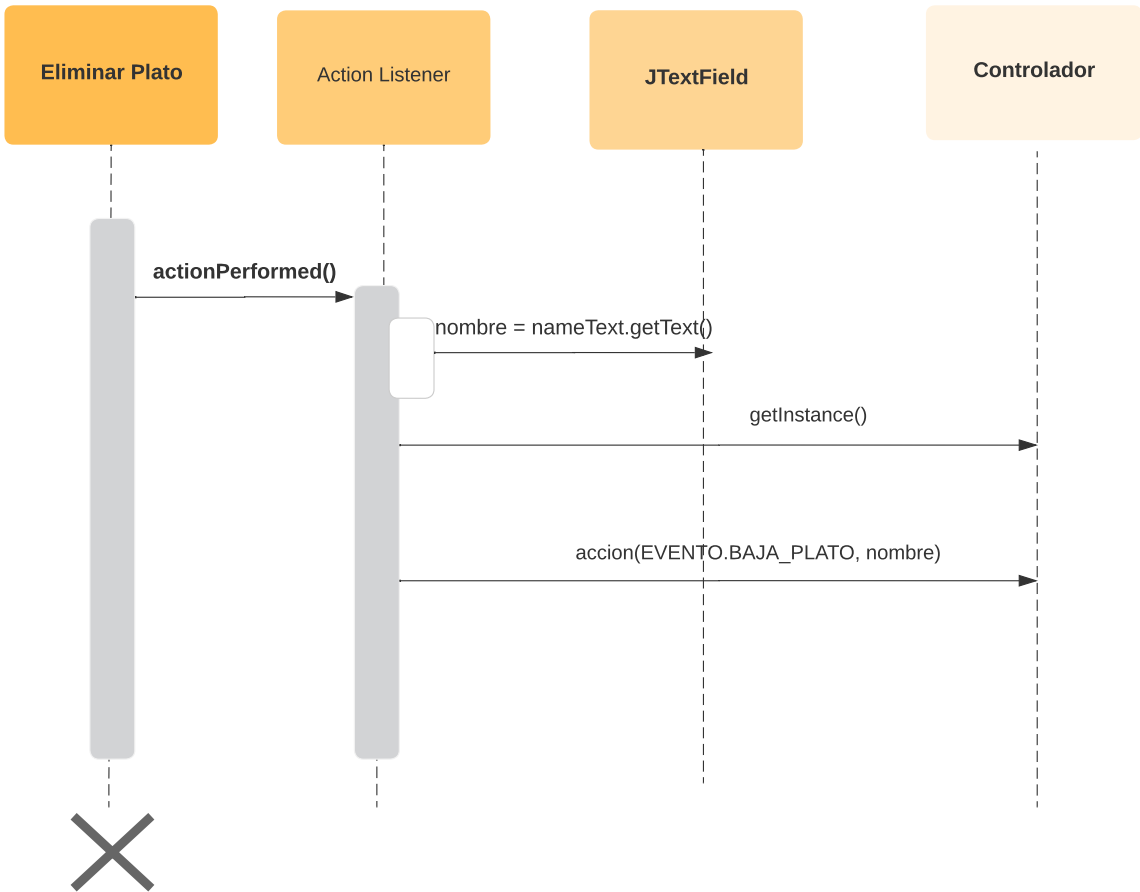 Eliminar Plato
Action Listener
JTextField
Controlador
actionPerformed()
nombre = nameText.getText()
getInstance()
accion(EVENTO.BAJA_PLATO, nombre)